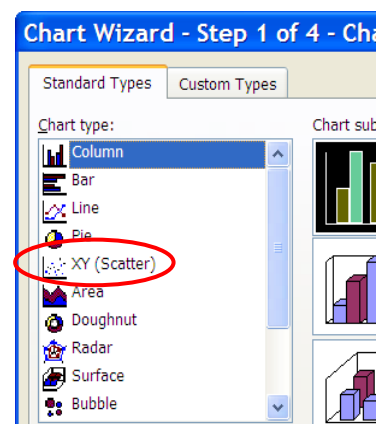 Chart Wizard - Step 1 of 4 - Cha
Standard Types Custom Types
Chart type: Chart sub
Column
Bar
Line
Pie
XY (Scatter)
Area
Doughnut
Radar
Surface
Bubble